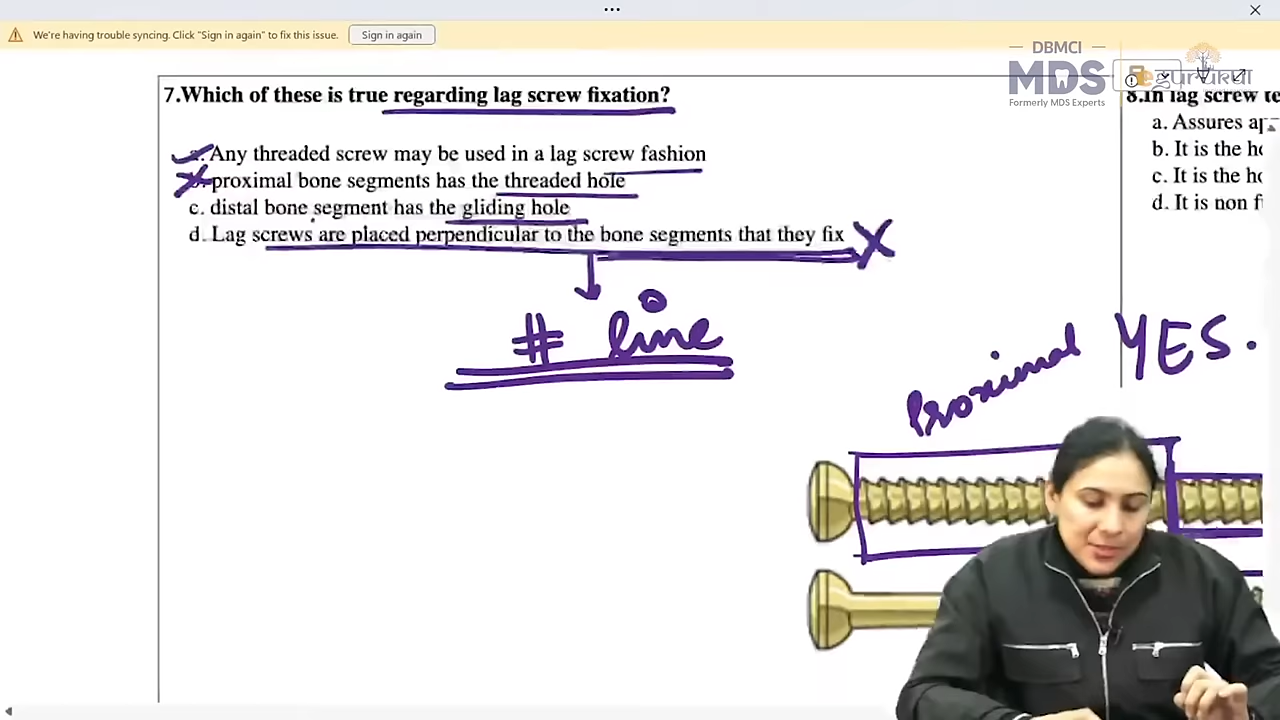 ...
We're having trouble syncing. Click "Sign in again" to fix this issue.
Sign in again
DBMCI
MDS
Formerly MDS Experts
eगुरुकुल
7.Which of these is true regarding lag screw fixation?
a. Any threaded screw may be used in a lag screw fashion
b. proximal bone segments has the threaded hole
c. distal bone segment has the gliding hole
d. Lag screws are placed perpendicular to the bone segments that they fix
# line
8.In lag screw te
a. Assures ap
b. It is the ho
c. It is the ho
d. It is non f
Proximal YES.